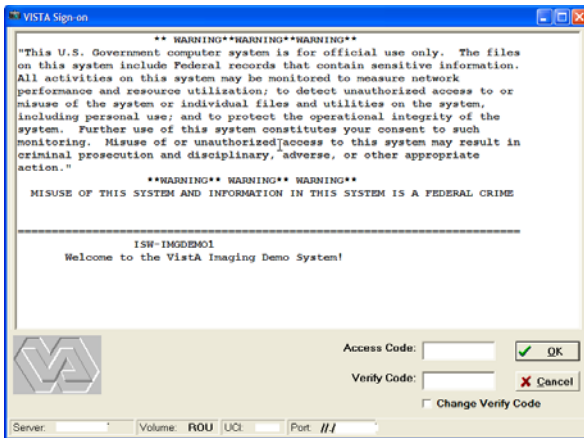 VISTA Sign-on
** WARNING**WARNING**WARNING**
"This U.S. Government computer system is for official use only.  The files
on this system include Federal records that contain sensitive information.
All activities on this system may be monitored to measure network
performance and resource utilization; to detect unauthorized access to or
misuse of the system or individual files and utilities on the system,
including personal use; and to protect the operational integrity of the
system.  Further use of this system constitutes your consent to such
monitoring.  Misuse of or unauthorized access to this system may result in
criminal prosecution and disciplinary, adverse, or other appropriate
action."
**WARNING** WARNING** WARNING**
MISUSE OF THIS SYSTEM AND INFORMATION IN THIS SYSTEM IS A FEDERAL CRIME
ISW-IMGDEMO1
Welcome to the VistA Imaging Demo System!
Access Code:
OK
Verify Code:
Cancel
Change Verify Code
Server: Volume: ROU UCI: Port: